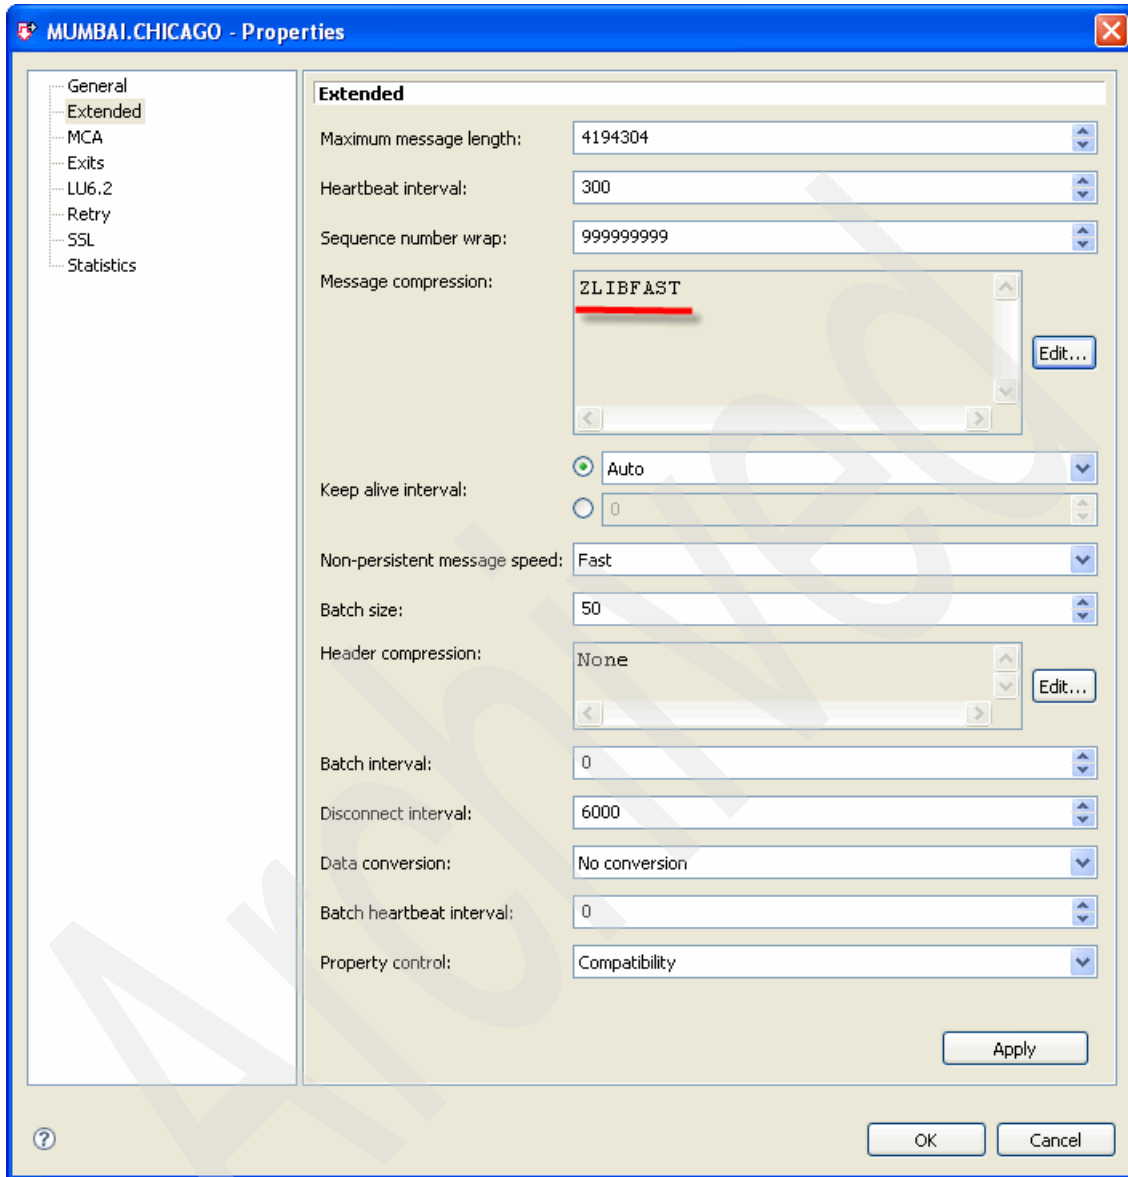 MUMBAI.CHICAGO - Properties
General
Extended
MCA
Exits
LU6.2
Retry
SSL
Statistics
Extended
Maximum message length: 4194304
Heartbeat interval: 300
Sequence number wrap: 999999999
Message compression: ZLIBFAST
Edit...
Keep alive interval: Auto
0
Non-persistent message speed: Fast
Batch size: 50
Header compression: None
Edit...
Batch interval: 0
Disconnect interval: 6000
Data conversion: No conversion
Batch heartbeat interval: 0
Property control: Compatibility
Apply
? OK Cancel
Archived